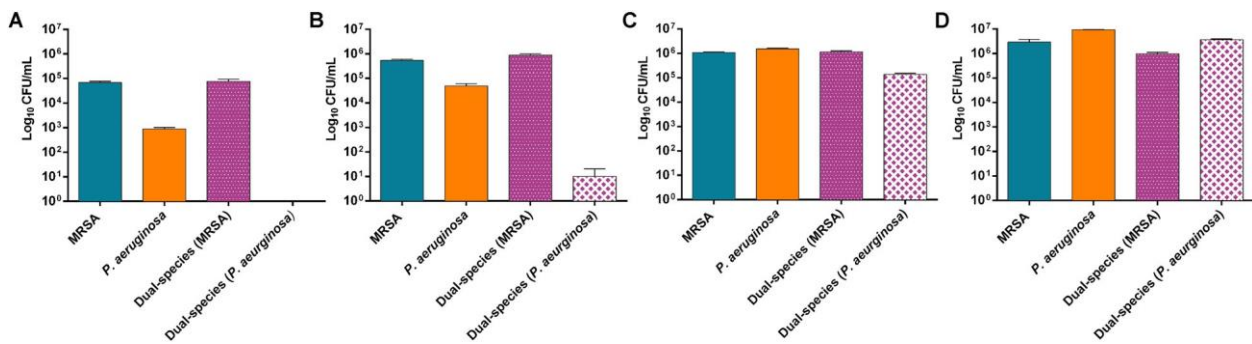 A
Log₁₀ CFU/mL
10⁷
10⁶
10⁵
10⁴
10³
10²
10¹
10⁰
MRSA
P. aeruginosa
Dual-species (MRSA)
Dual-species (P. aeurginosa)
B
Log₁₀ CFU/mL
10⁷
10⁶
10⁵
10⁴
10³
10²
10¹
10⁰
MRSA
P. aeruginosa
Dual-species (MRSA)
Dual-species (P. aeurginosa)
C
Log₁₀ CFU/mL
10⁷
10⁶
10⁵
10⁴
10³
10²
10¹
10⁰
MRSA
P. aeruginosa
Dual-species (MRSA)
Dual-species (P. aeurginosa)
D
Log₁₀ CFU/mL
10⁷
10⁶
10⁵
10⁴
10³
10²
10¹
10⁰
MRSA
P. aeruginosa
Dual-species (MRSA)
Dual-species (P. aeurginosa)